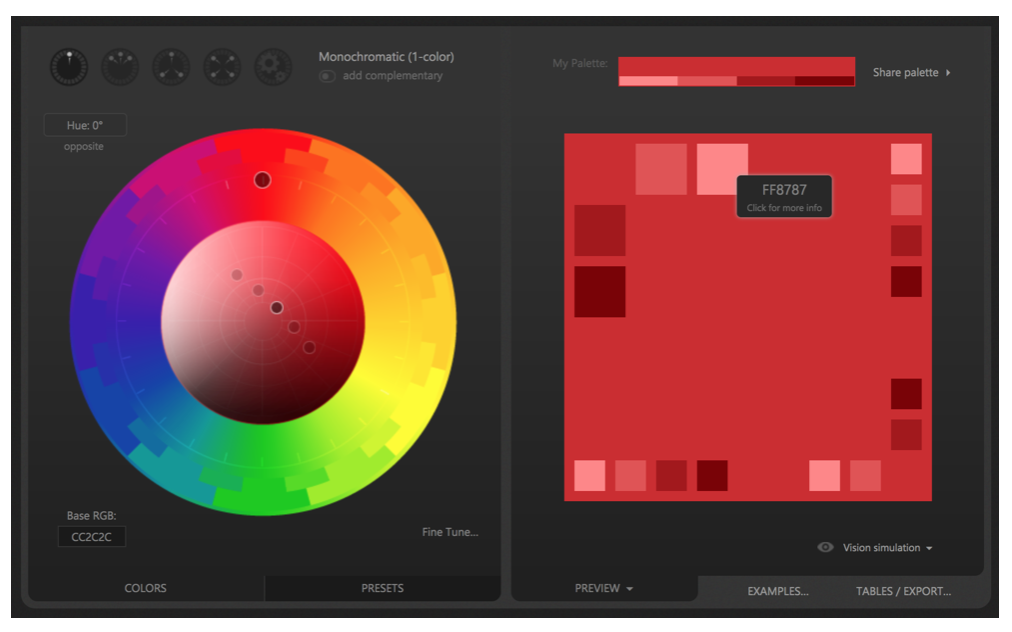 Monochromatic (1-color)
add complementary
Hue: 0°
opposite
Base RGB:
CC2C2C
Fine Tune...
COLORS
PRESETS
My Palette:
Share palette
FF8787
Click for more info
Vision simulation
PREVIEW
EXAMPLES...
TABLES / EXPORT...